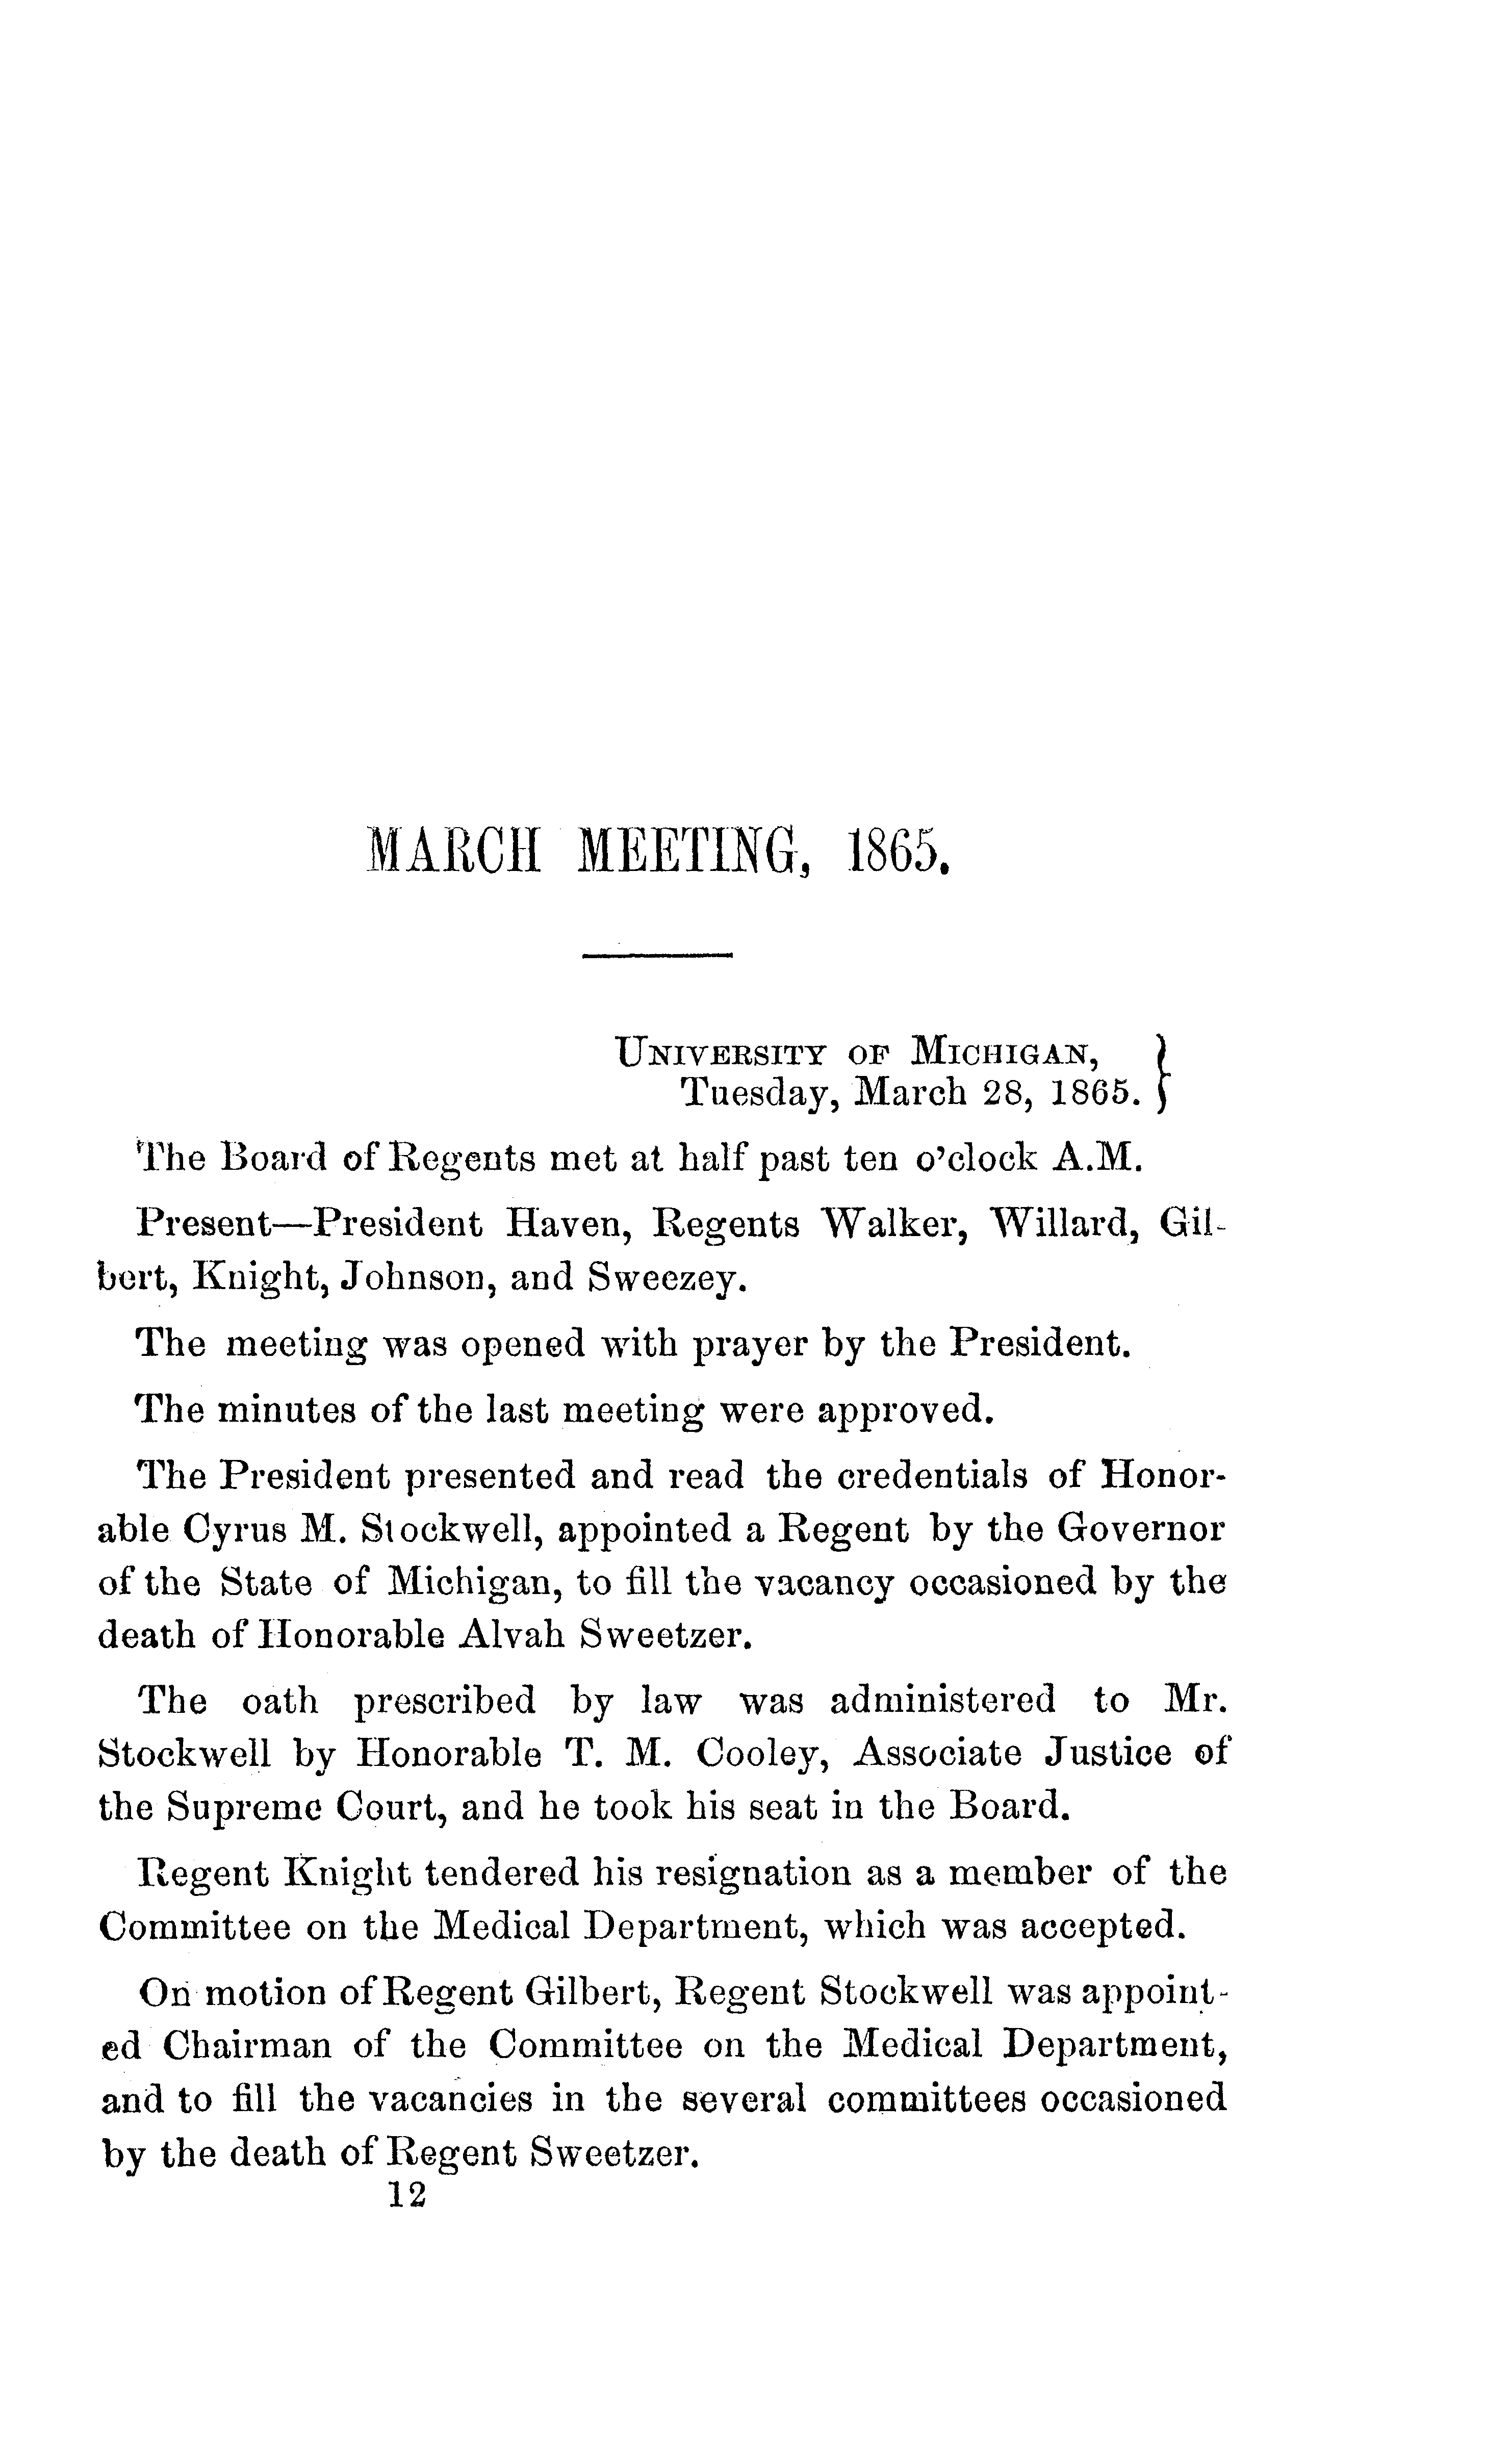 MARCH MEETING, 1865.
UNIVERSITY OF MICHIGAN,
Tuesday, March 28, 1865. }
The Board of Regents met at half past ten o'clock A.M.
Present—President Haven, Regents Walker, Willard, Gil-
bert, Knight, Johnson, and Sweezey.
The meeting was opened with prayer by the President.
The minutes of the last meeting were approved.
The President presented and read the credentials of Honor-
able Cyrus M. Stockwell, appointed a Regent by the Governor
of the State of Michigan, to fill the vacancy occasioned by the
death of Honorable Alvah Sweetzer.
The oath prescribed by law was administered to Mr.
Stockwell by Honorable T. M. Cooley, Associate Justice of
the Supreme Court, and he took his seat in the Board.
Regent Knight tendered his resignation as a member of the
Committee on the Medical Department, which was accepted.
On motion of Regent Gilbert, Regent Stockwell was appoint-
ed Chairman of the Committee on the Medical Department,
and to fill the vacancies in the several committees occasioned
by the death of Regent Sweetzer.
12